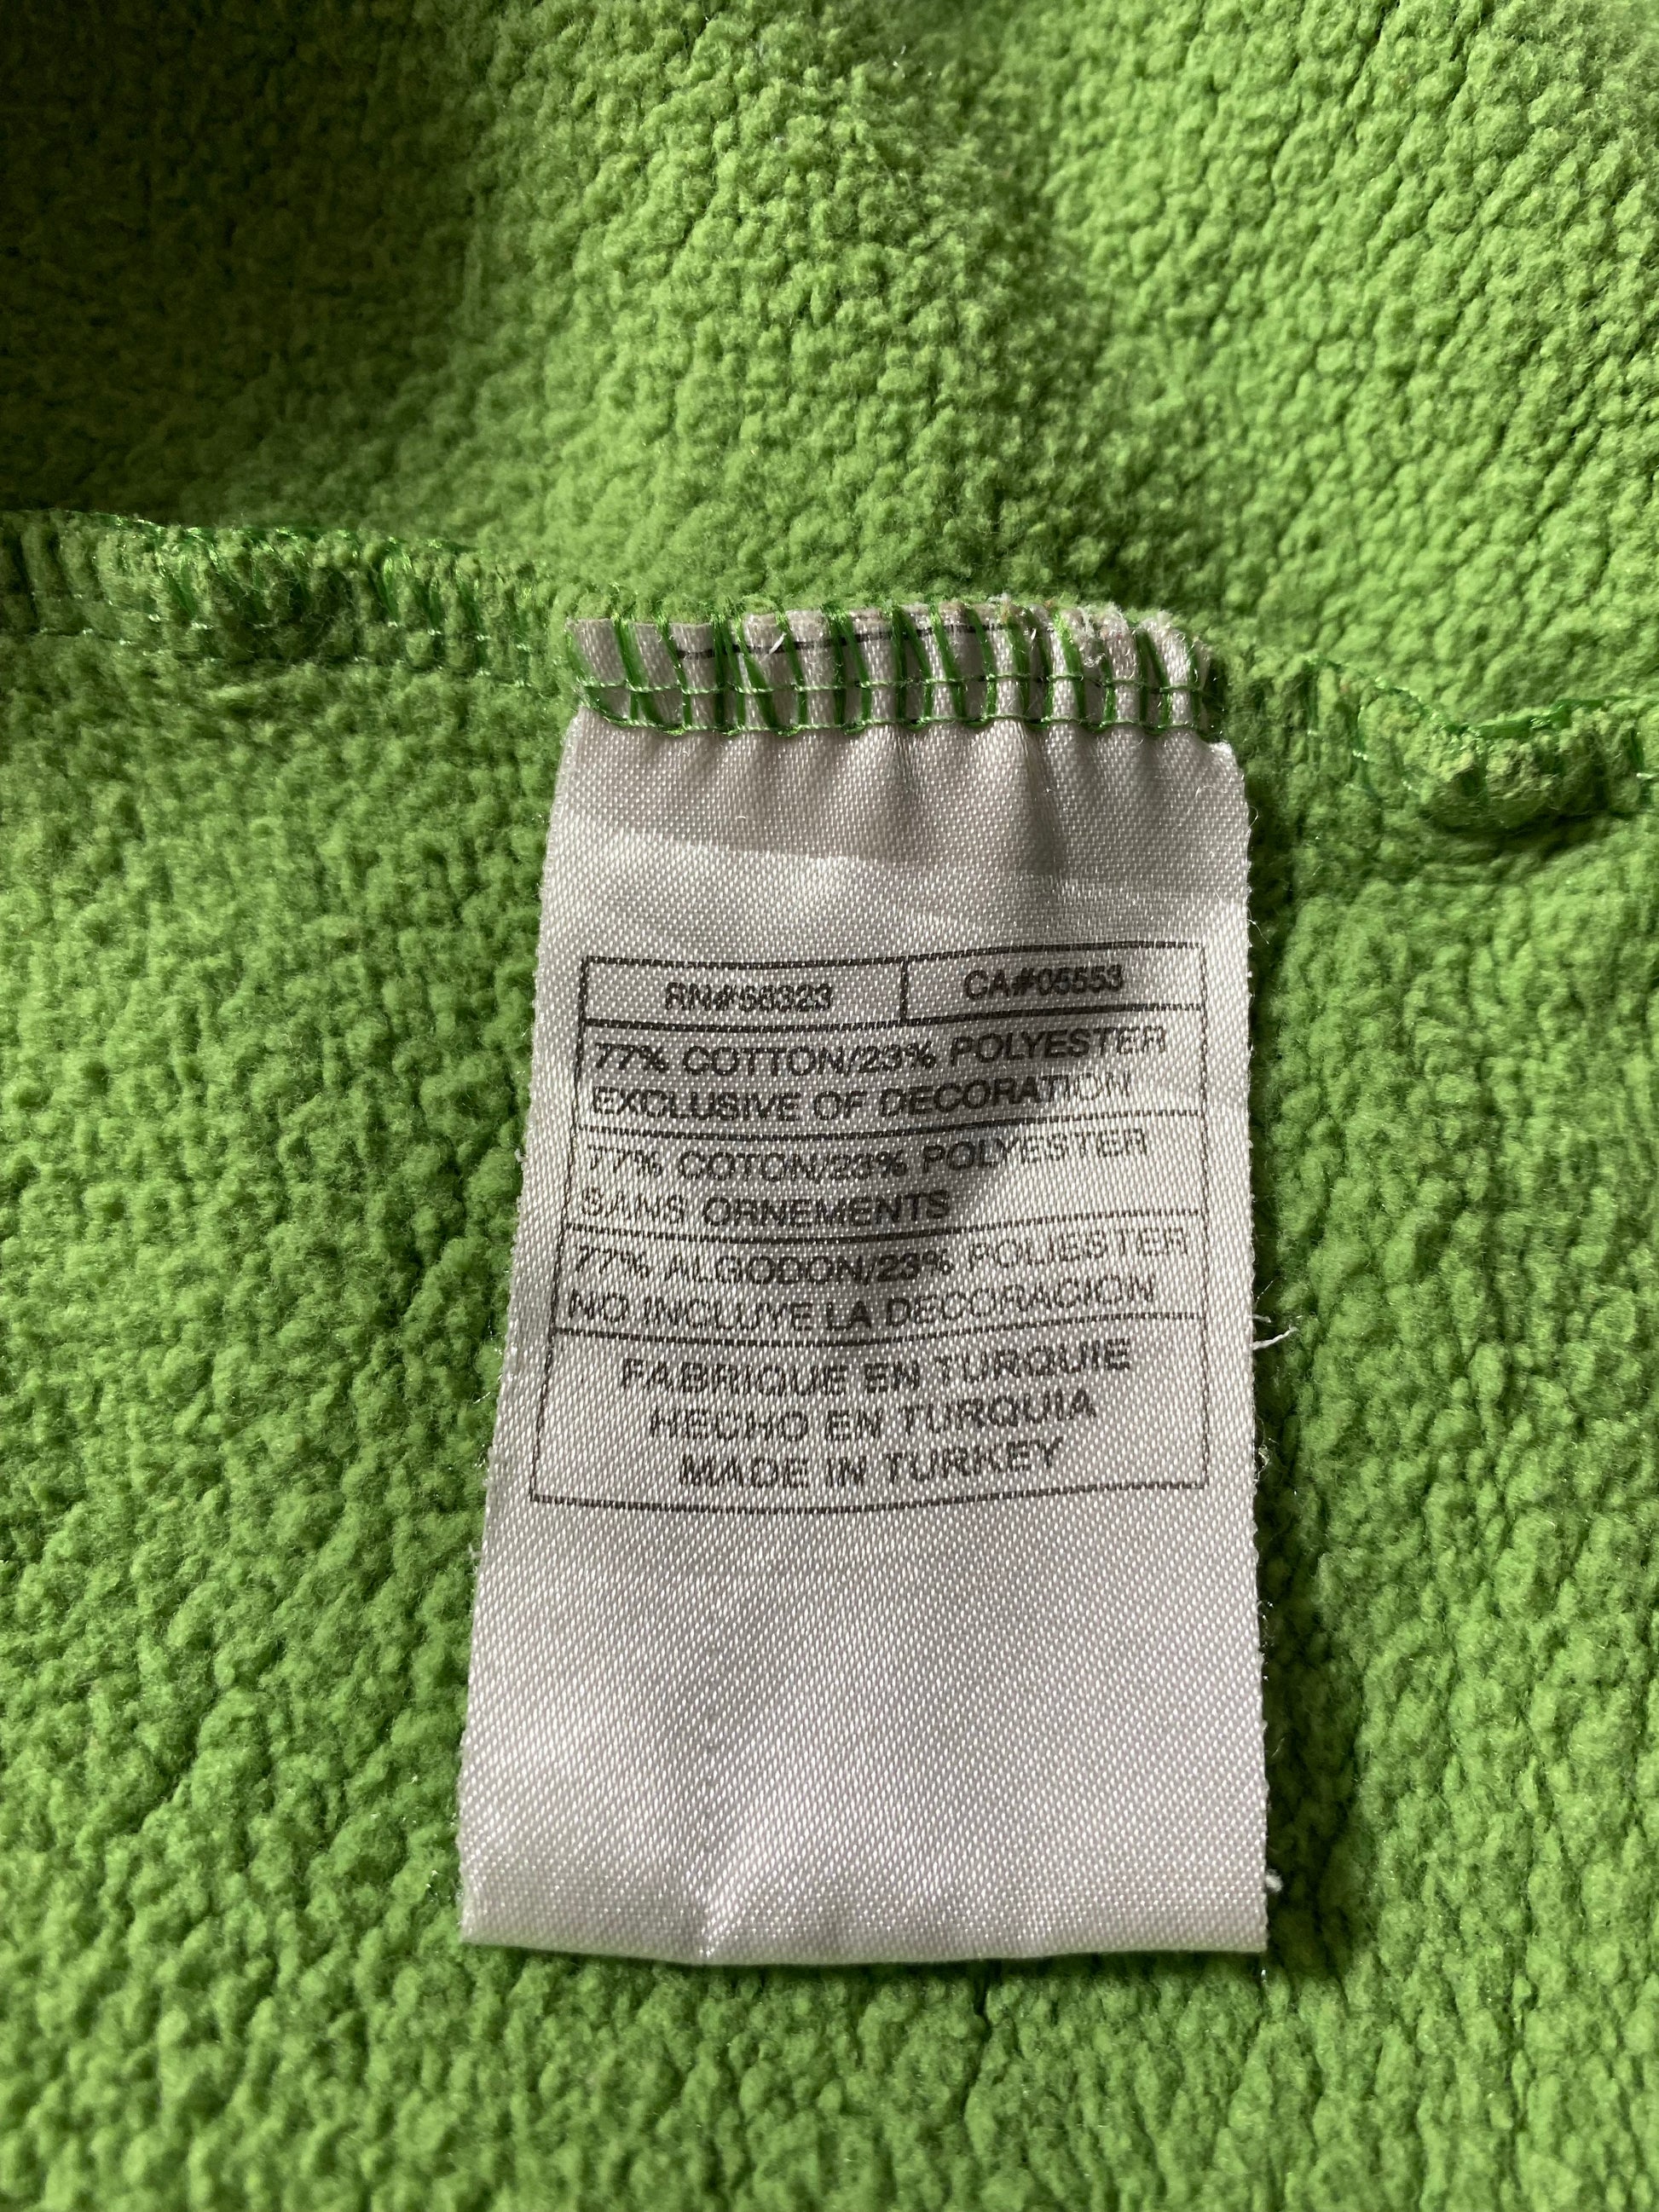 RN#56323 CA#05553
77% COTTON/23% POLYESTER
EXCLUSIVE OF DECORATION
77% COTON/23% POLYESTER
SANS ORNEMENTS
77% ALGODON/23% POLIESTER
NO INCLUYE LA DECORACION
FABRIQUE EN TURQUIE
HECHO EN TURQUIA
MADE IN TURKEY